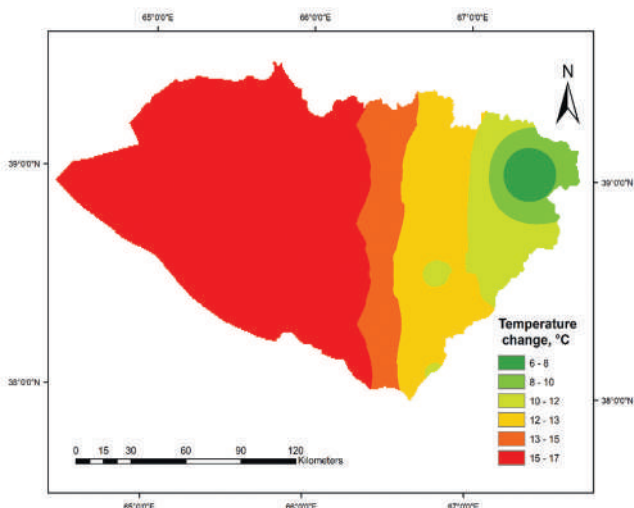 65°0'0"E 66°0'0"E 67°0'0"E
N
39°0'0"N 39°0'0"N
Temperature
change, °C
6 - 8
8 - 10
10 - 12
12 - 13
13 - 15
15 - 17
38°0'0"N 38°0'0"N
0 15 30 60 90 120
Kilometers
65°0'0"E 66°0'0"E 67°0'0"E